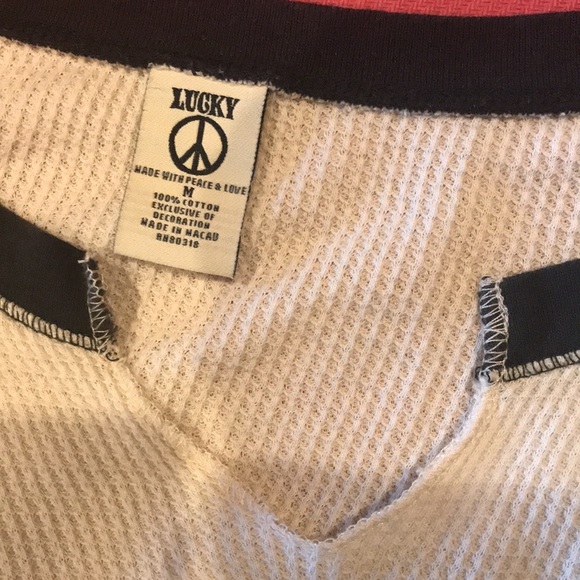 LUCKY
MADE WITH PEACE & LOVE
M
100% COTTON
EXCLUSIVE OF
DECORATION
MADE IN MACAU
RN80318